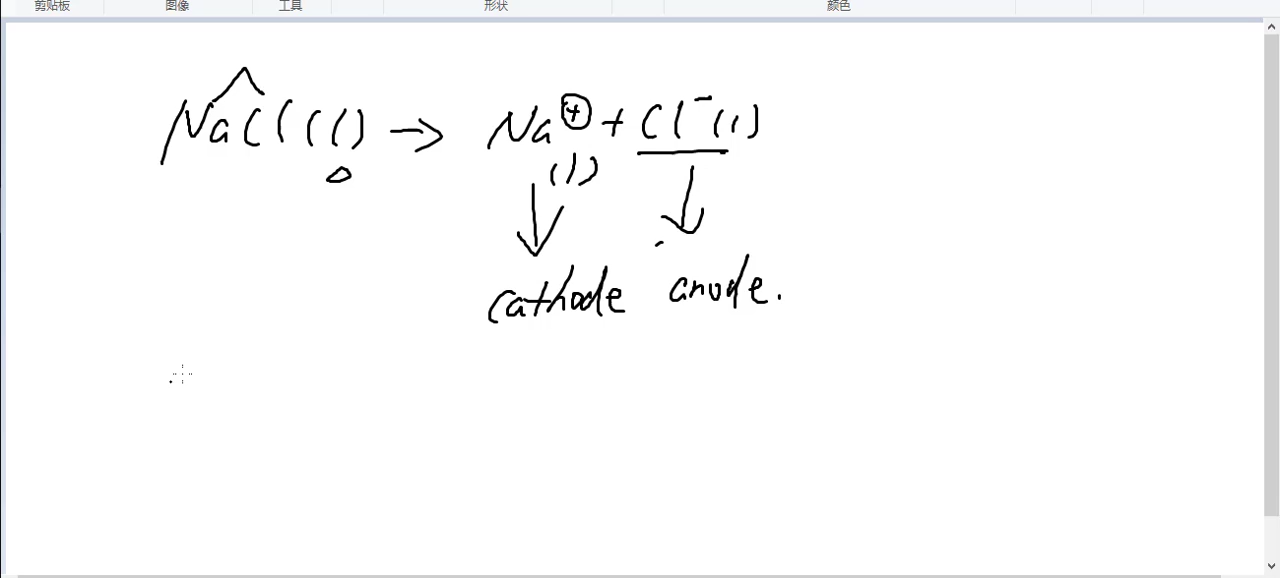 剪贴板 图像 工具 形状 颜色
NaCl(l) → Na⁺ + Cl⁻(l)
(l)
cathode anode.